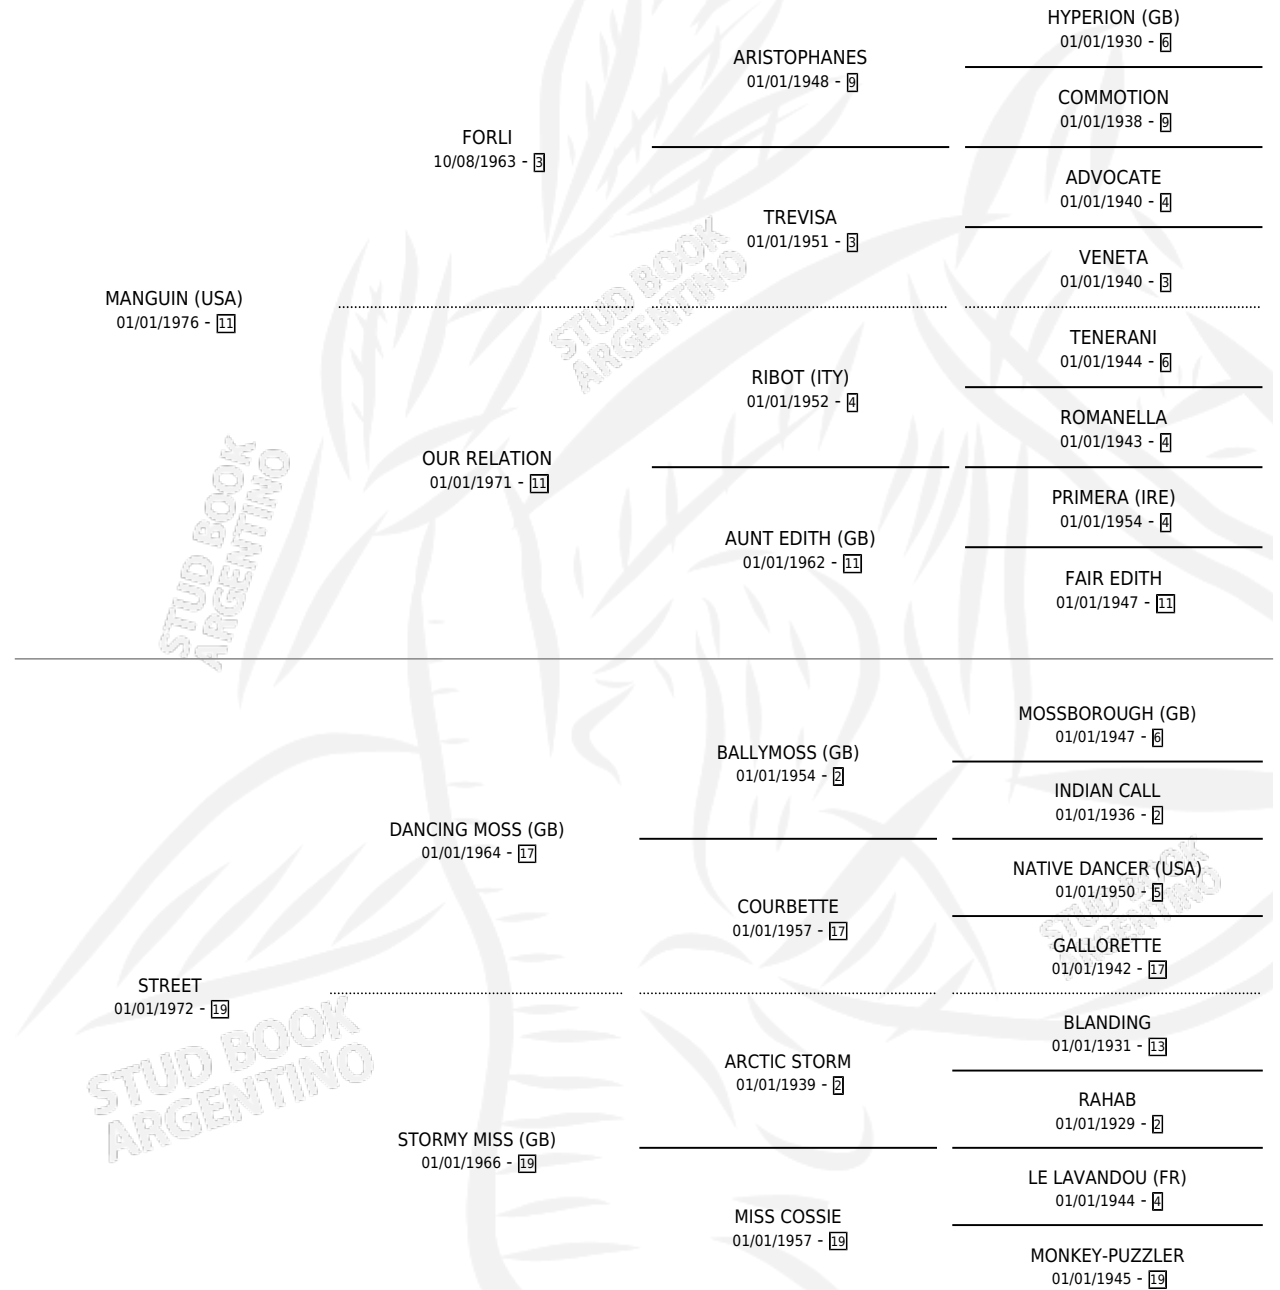 HYPERION (GB)
01/01/1930 - 6
ARISTOPHANES
01/01/1948 - 9
COMMOTION
01/01/1938 - 9
FORLI
10/08/1963 - 3
ADVOCATE
01/01/1940 - 4
TREVISA
01/01/1951 - 3
VENETA
01/01/1940 - 3
MANGUIN (USA)
01/01/1976 - 11
TENERANI
01/01/1944 - 6
RIBOT (ITY)
01/01/1952 - 4
ROMANELLA
01/01/1943 - 4
OUR RELATION
01/01/1971 - 11
PRIMERA (IRE)
01/01/1954 - 4
AUNT EDITH (GB)
01/01/1962 - 11
FAIR EDITH
01/01/1947 - 11
STUD BOOK
ARGENTINO
STUD BOOK
ARGENTINO
MOSSBOROUGH (GB)
01/01/1947 - 6
BALLYMOSS (GB)
01/01/1954 - 2
INDIAN CALL
01/01/1936 - 2
DANCING MOSS (GB)
01/01/1964 - 17
NATIVE DANCER (USA)
01/01/1950 - 5
COURBETTE
01/01/1957 - 17
GALLORETTE
01/01/1942 - 17
STREET
01/01/1972 - 19
BLANDING
01/01/1931 - 13
ARCTIC STORM
01/01/1939 - 2
RAHAB
01/01/1929 - 2
STORMY MISS (GB)
01/01/1966 - 19
LE LAVANDOU (FR)
01/01/1944 - 4
MISS COSSIE
01/01/1957 - 19
MONKEY-PUZZLER
01/01/1945 - 19
STUD BOOK
ARGENTINO
STUD BOOK
ARGENTINO